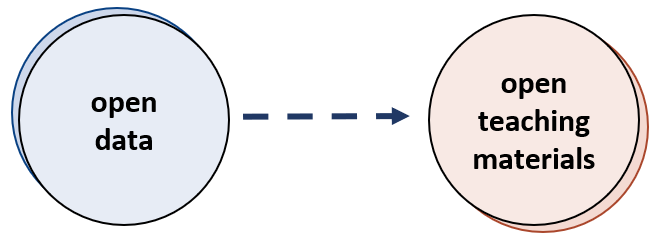 open
data
open
teaching
materials